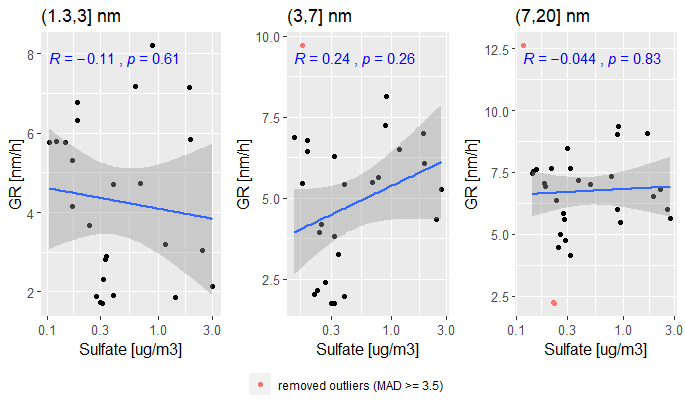 (1.3,3] nm (3,7] nm (7,20] nm
R = −0.11 , p = 0.61
R = 0.24 , p = 0.26
R = −0.044 , p = 0.83
GR [nm/h]
8
6
4
2
0.1 0.3 1.0 3.0
Sulfate [ug/m3]
GR [nm/h]
10.0
7.5
5.0
2.5
0.3 1.0 3.0
Sulfate [ug/m3]
GR [nm/h]
12.5
10.0
7.5
5.0
2.5
0.1 0.3 1.0 3.0
Sulfate [ug/m3]
removed outliers (MAD >= 3.5)